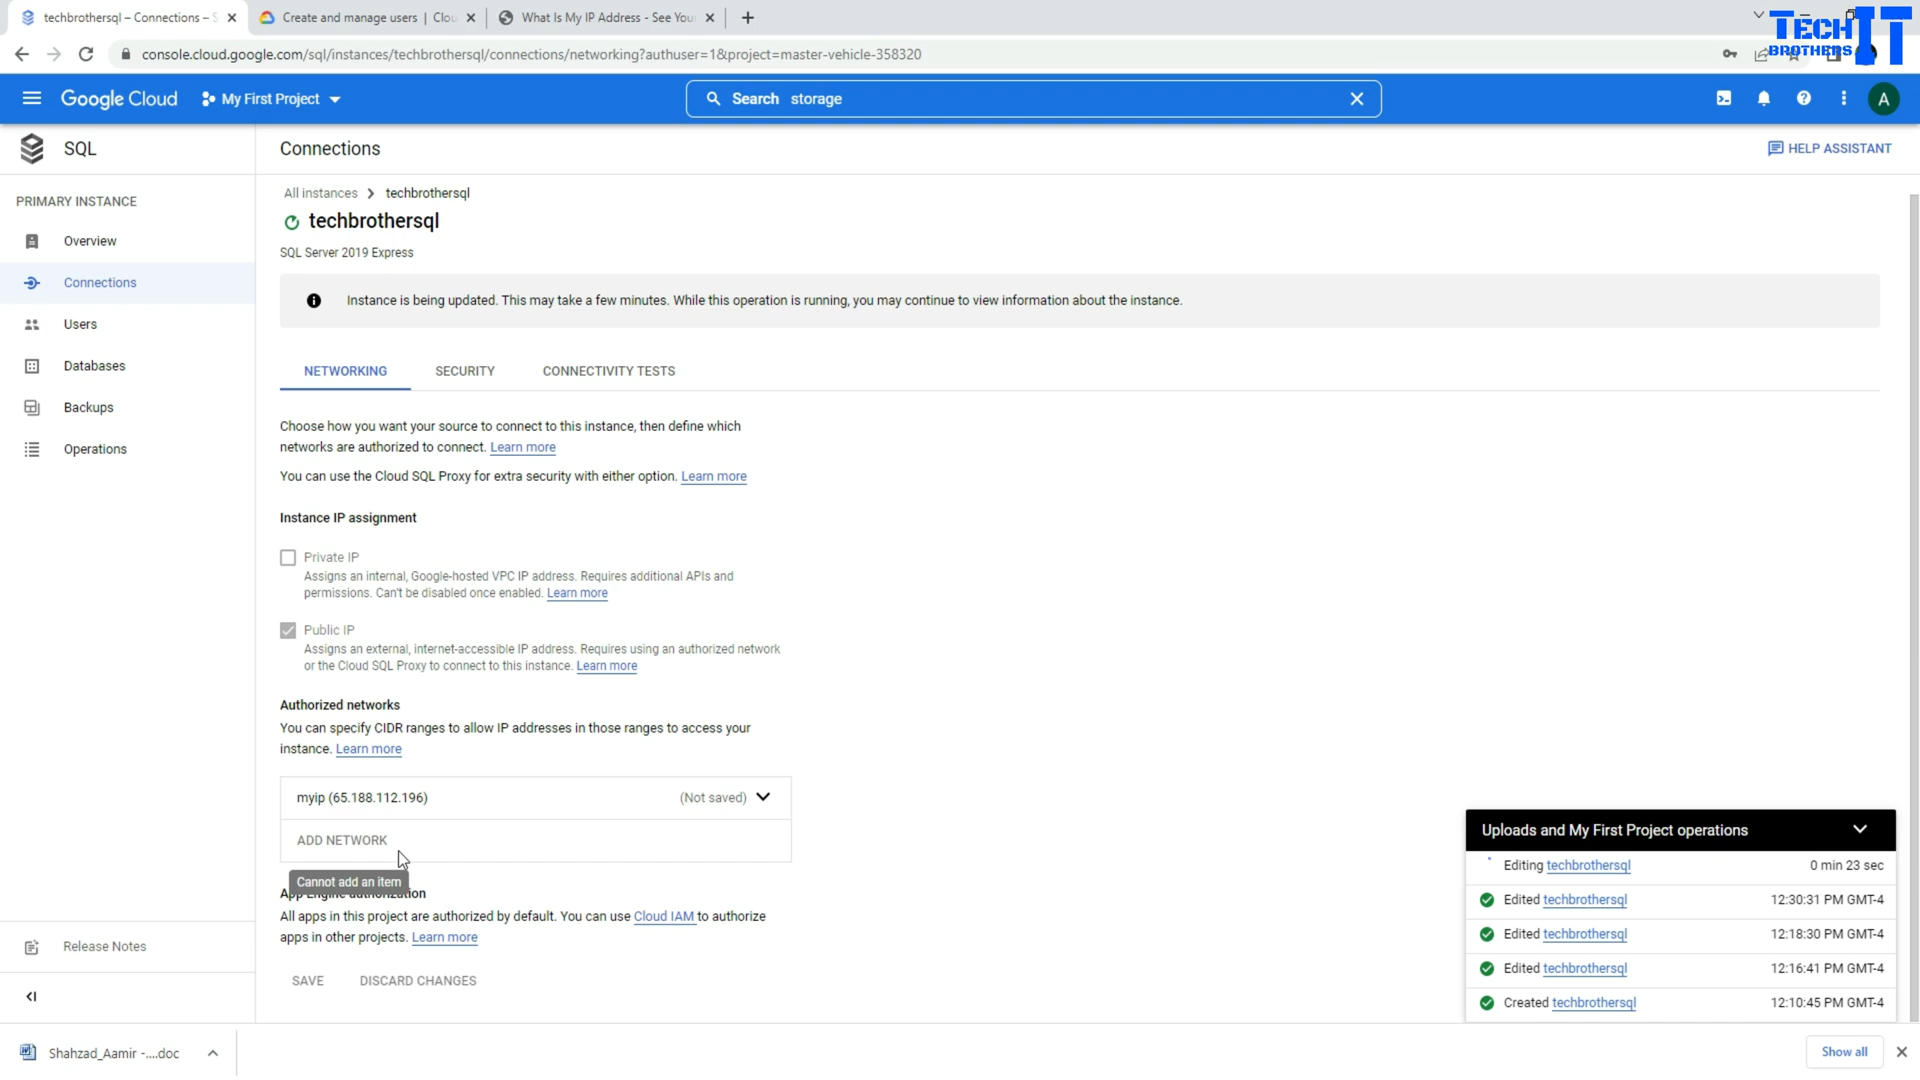 techbrothersql – Connections – S
Create and manage users | Clou
What Is My IP Address - See You
TECH
BROTHERS IT
console.cloud.google.com/sql/instances/techbrothersql/connections/networking?authuser=1&project=master-vehicle-358320
Google Cloud
My First Project
Search storage
A
SQL
Connections
HELP ASSISTANT
PRIMARY INSTANCE
Overview
Connections
Users
Databases
Backups
Operations
Release Notes
All instances
techbrothersql
techbrothersql
SQL Server 2019 Express
Instance is being updated. This may take a few minutes. While this operation is running, you may continue to view information about the instance.
NETWORKING
SECURITY
CONNECTIVITY TESTS
Choose how you want your source to connect to this instance, then define which
networks are authorized to connect. Learn more
You can use the Cloud SQL Proxy for extra security with either option. Learn more
Instance IP assignment
Private IP
Assigns an internal, Google-hosted VPC IP address. Requires additional APIs and
permissions. Can't be disabled once enabled. Learn more
Public IP
Assigns an external, internet-accessible IP address. Requires using an authorized network
or the Cloud SQL Proxy to connect to this instance. Learn more
Authorized networks
You can specify CIDR ranges to allow IP addresses in those ranges to access your
instance. Learn more
myip (65.188.112.196)
(Not saved)
ADD NETWORK
Cannot add an item
App Engine authorization
All apps in this project are authorized by default. You can use Cloud IAM to authorize
apps in other projects. Learn more
SAVE
DISCARD CHANGES
Uploads and My First Project operations
Editing techbrothersql
0 min 23 sec
Edited techbrothersql
12:30:31 PM GMT-4
Edited techbrothersql
12:18:30 PM GMT-4
Edited techbrothersql
12:16:41 PM GMT-4
Created techbrothersql
12:10:45 PM GMT-4
Shahzad_Aamir -....doc
Show all